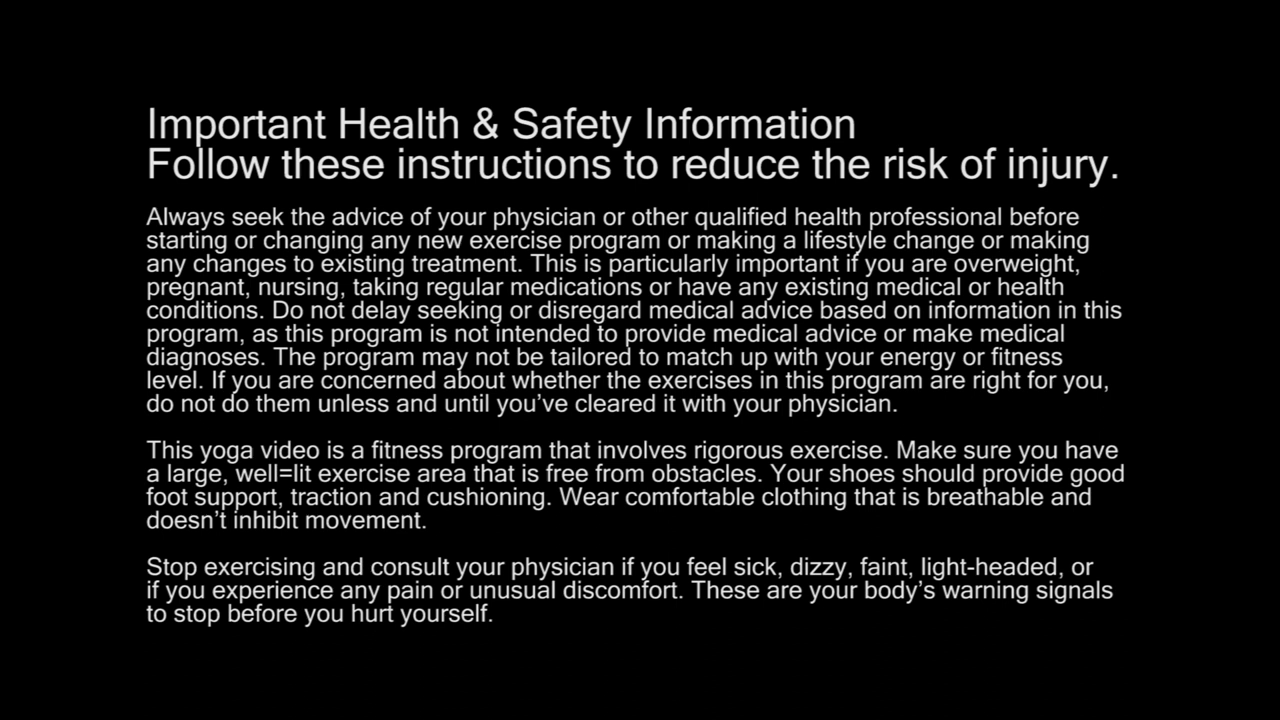 Important Health & Safety Information
Follow these instructions to reduce the risk of injury.
Always seek the advice of your physician or other qualified health professional before
starting or changing any new exercise program or making a lifestyle change or making
any changes to existing treatment. This is particularly important if you are overweight,
pregnant, nursing, taking regular medications or have any existing medical or health
conditions. Do not delay seeking or disregard medical advice based on information in this
program, as this program is not intended to provide medical advice or make medical
diagnoses. The program may not be tailored to match up with your energy or fitness
level. If you are concerned about whether the exercises in this program are right for you,
do not do them unless and until you’ve cleared it with your physician.
This yoga video is a fitness program that involves rigorous exercise. Make sure you have
a large, well=lit exercise area that is free from obstacles. Your shoes should provide good
foot support, traction and cushioning. Wear comfortable clothing that is breathable and
doesn’t inhibit movement.
Stop exercising and consult your physician if you feel sick, dizzy, faint, light-headed, or
if you experience any pain or unusual discomfort. These are your body’s warning signals
to stop before you hurt yourself.